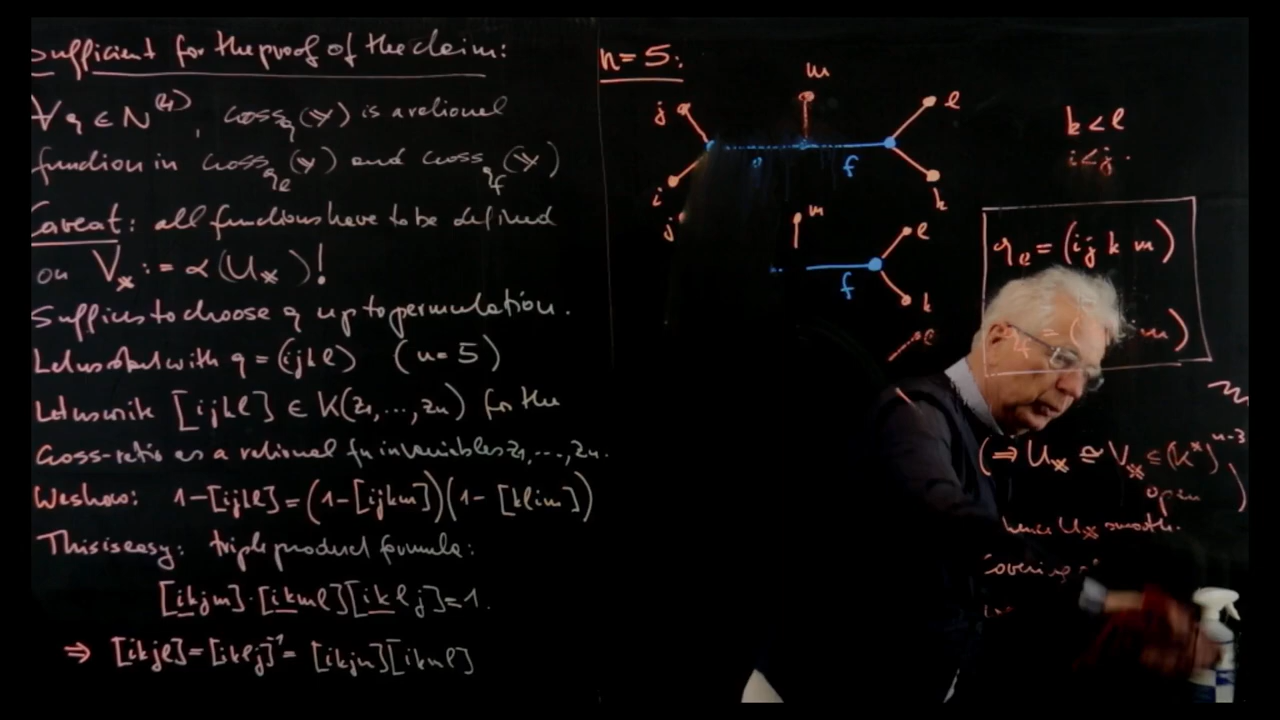 Sufficient for the proof of the claim:
∀ q ∈ N^(4), cross_q(x) is a rational
function in cross_{q_e}(x) and cross_{q_f}(x)
Caveat: all functions have to be defined
on V_x := α(U_x)!
Suffices to choose q up to permutation.
Let us start with q = (ijkl) (n=5)
Let us write [ijkl] ∈ K(z₁,...,zₙ) for the
cross-ratio as a rational fn in variables z₁,...,zₙ.
We show: 1-[ijkl] = (1-[ijkm])(1-[klim])
This is easy: triple product formula:
[ikjm]·[ikml][iklj]=1.
⇒ [ikjl]=[iklj]⁻¹= [ikjm][ikml]
n=5:
m
j
l
e
f
i
k
k<l
i<j.
j
m
l
f
k
l
q_e = (ij k m)
= ( im)
(⇒ U_x ≅ V_x ⊆ (K^x)^{n-3}
open )
hence U_x smooth.
Covering